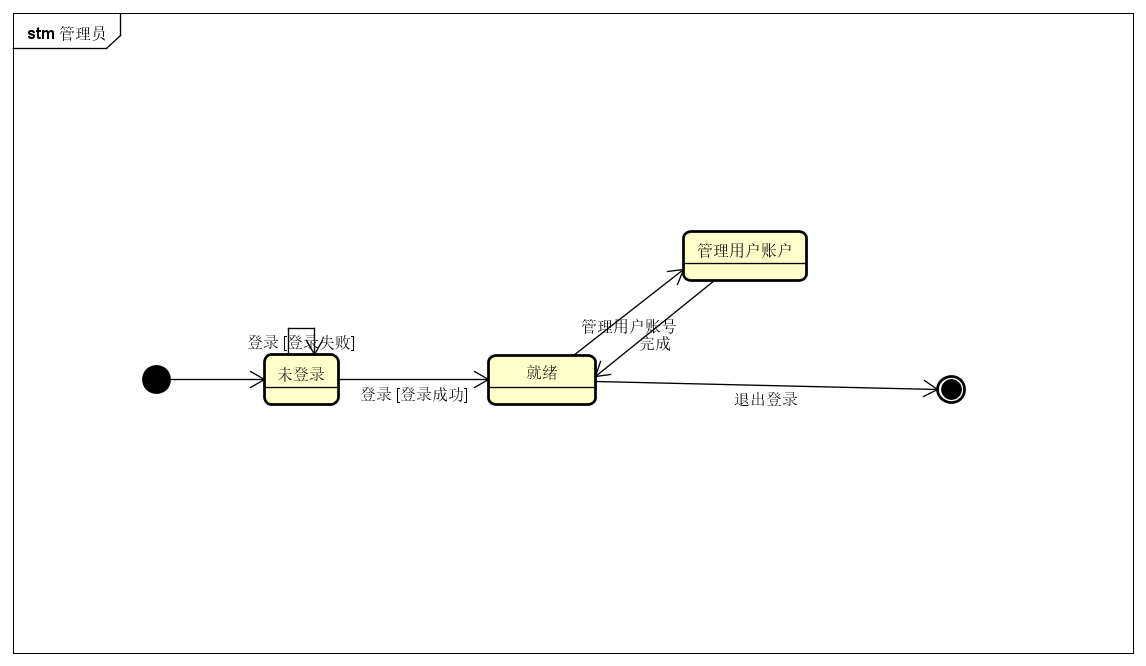 stm 管理员
管理用户账户
管理用户账号
完成
登录 [登录失败]
未登录
就绪
登录 [登录成功]
退出登录